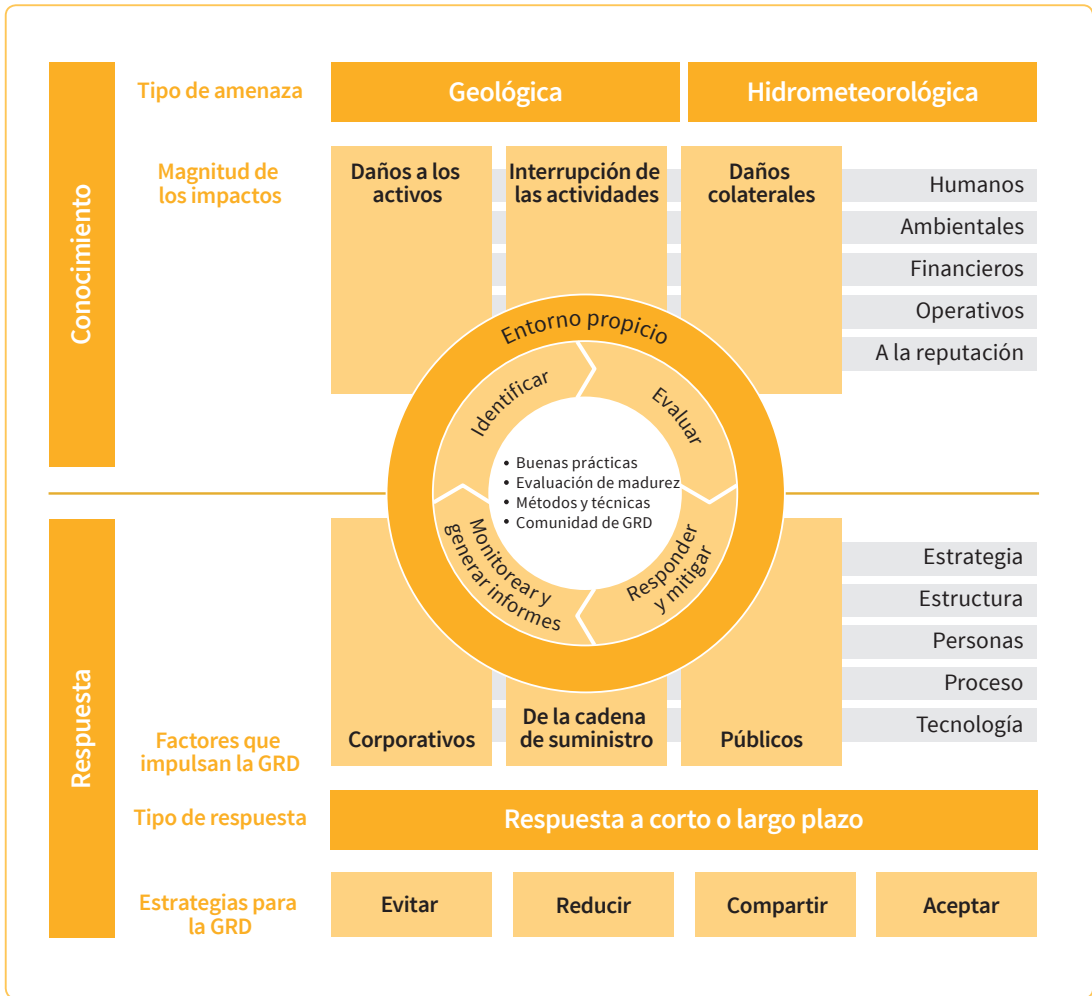 Conocimiento
Tipo de amenaza
Geológica
Hidrometeorológica
Magnitud de
los impactos
Daños a los
activos
Interrupción de
las actividades
Daños
colaterales
Humanos
Ambientales
Financieros
Operativos
A la reputación
Entorno propicio
Identificar
Evaluar
Responder
y mitigar
Monitorear y
generar informes
• Buenas prácticas
• Evaluación de madurez
• Métodos y técnicas
• Comunidad de GRD
Respuesta
Factores que
impulsan la GRD
Corporativos
De la cadena
de suministro
Públicos
Estrategia
Estructura
Personas
Proceso
Tecnología
Tipo de respuesta
Respuesta a corto o largo plazo
Estrategias para
la GRD
Evitar
Reducir
Compartir
Aceptar